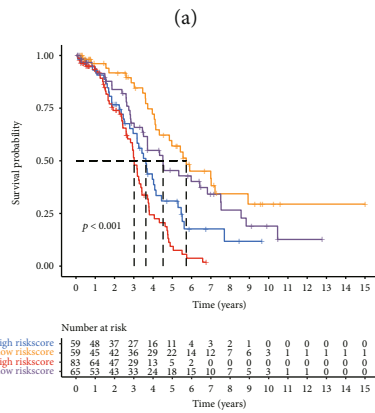 (a)
1.00
0.75
0.50
0.25
0.00
Survival probability
p < 0.001
0 1 2 3 4 5 6 7 8 9 10 11 12 13 14 15
Time (years)
Number at risk
igh riskscore 59 48 37 27 16 11 4 3 2 1 0 0 0 0 0 0
ow riskscore 59 45 42 36 29 22 14 12 7 6 3 1 1 1 1 1
igh riskscore 83 64 47 29 13 5 2 0 0 0 0 0 0 0 0 0
ow riskscore 65 53 43 33 24 18 15 10 7 5 3 1 1 0 0 0
0 1 2 3 4 5 6 7 8 9 10 11 12 13 14 15
Time (years)